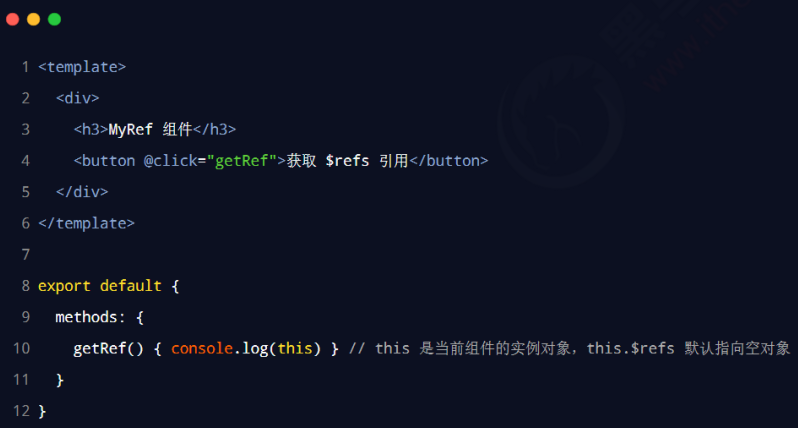 1 <template>
2   <div>
3     <h3>MyRef 组件</h3>
4     <button @click="getRef">获取 $refs 引用</button>
5   </div>
6 </template>
7
8 export default {
9   methods: {
10     getRef() { console.log(this) } // this 是当前组件的实例对象，this.$refs 默认指向空对象
11   }
12 }